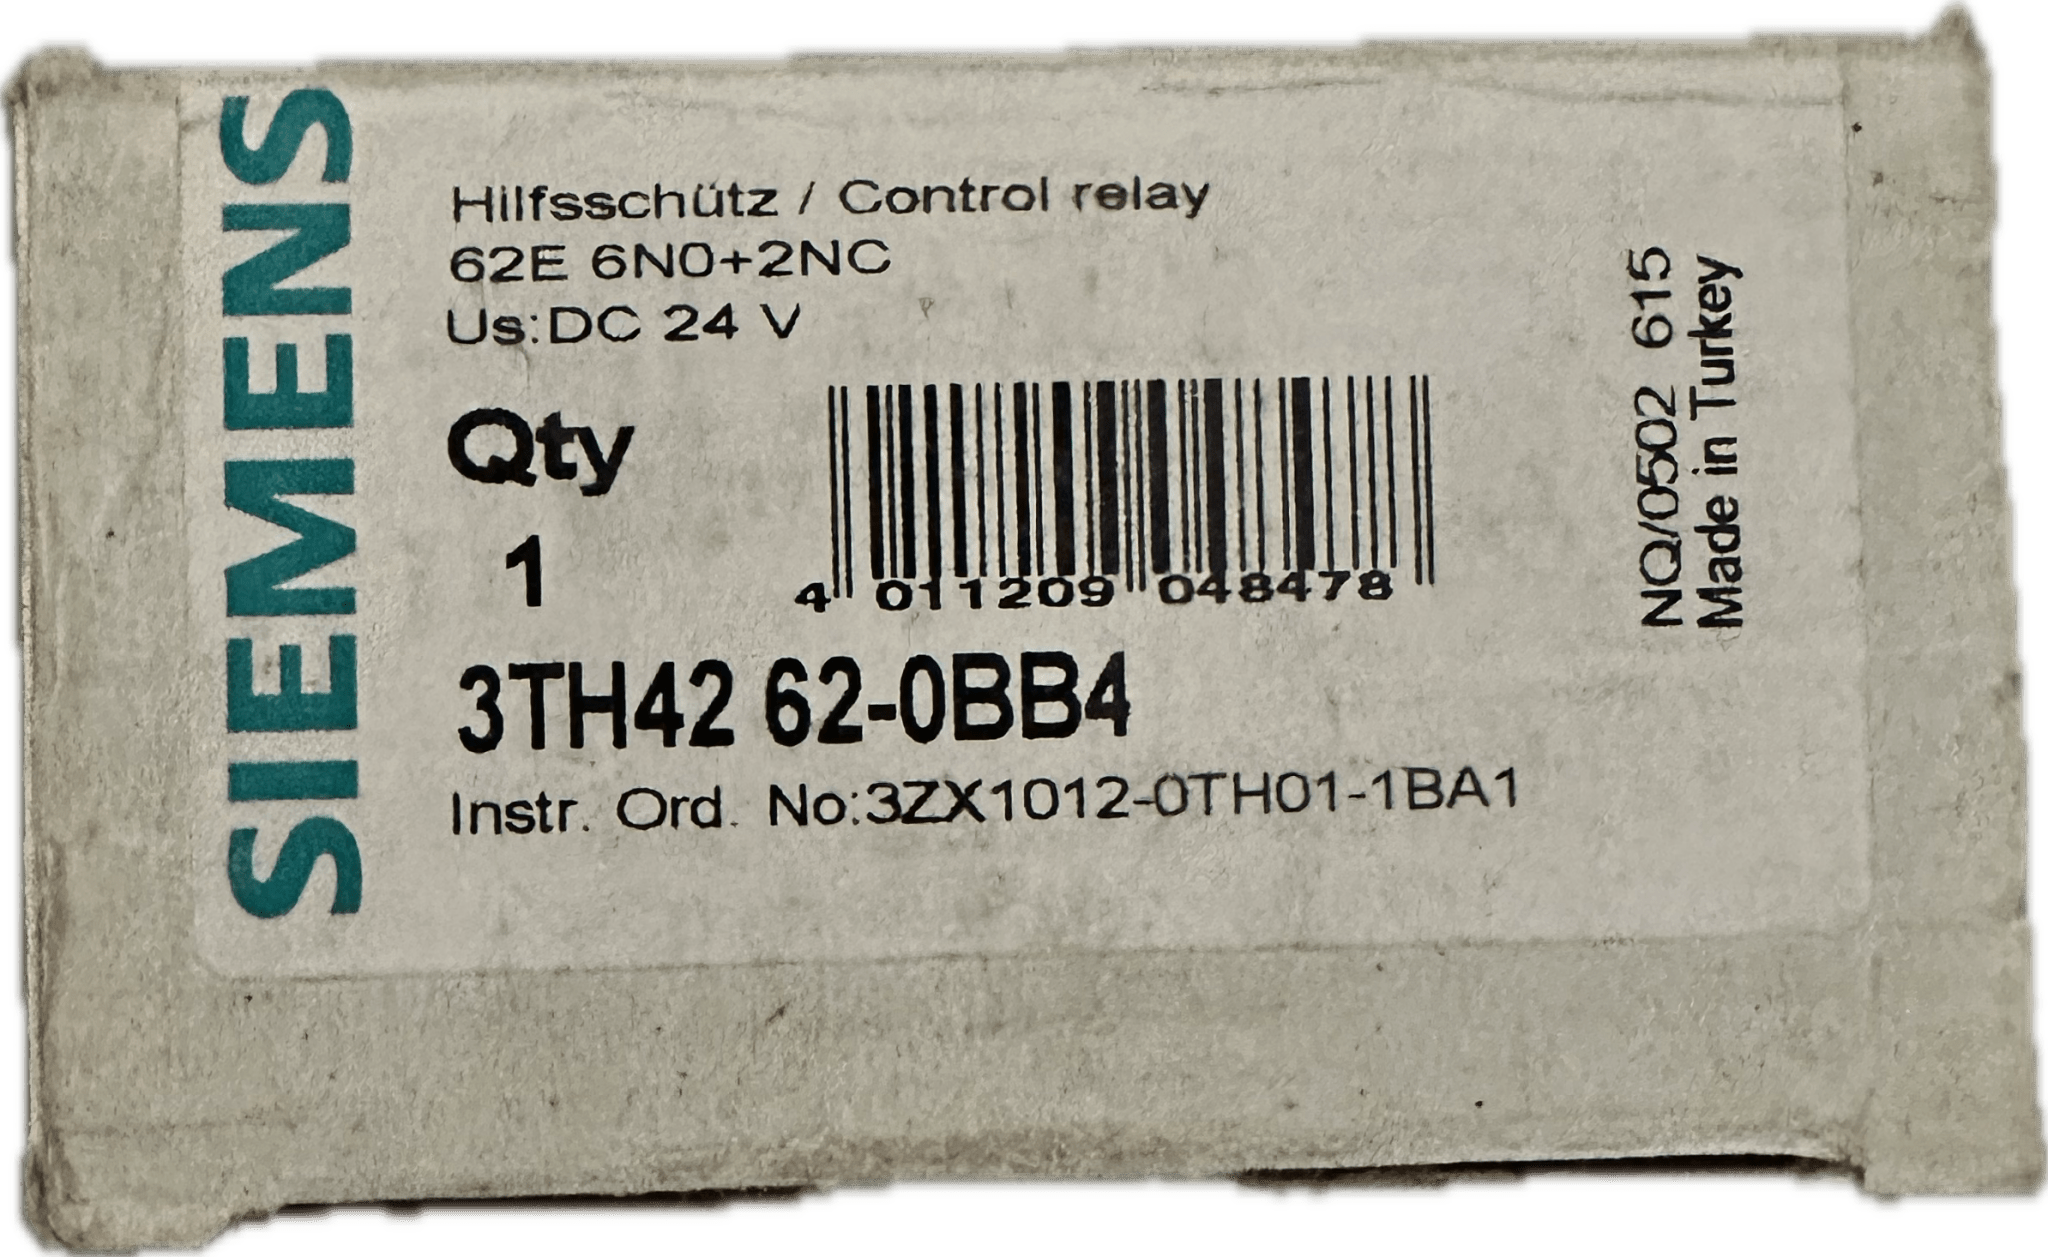 SIEMENS
Hilfsschütz / Control relay
62E 6N0+2NC
Us:DC 24 V
Qty
1
4 011209 048478
3TH42 62-0BB4
Instr. Ord. No:3ZX1012-0TH01-1BA1
NQ/0502 615
Made in Turkey